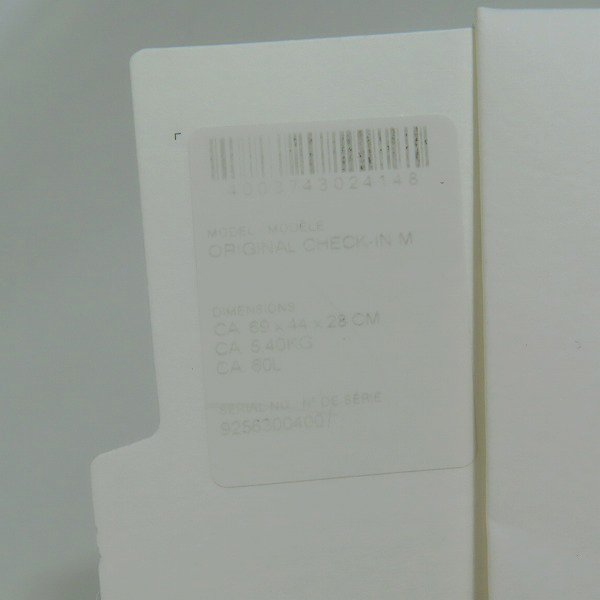 4003743024148
MODEL · MODÈLE
ORIGINAL CHECK-IN M
DIMENSIONS
CA. 69 x 44 x 28 CM
CA. 5.40KG
CA. 60L
SERIAL NO. · Nº DE SÉRIE